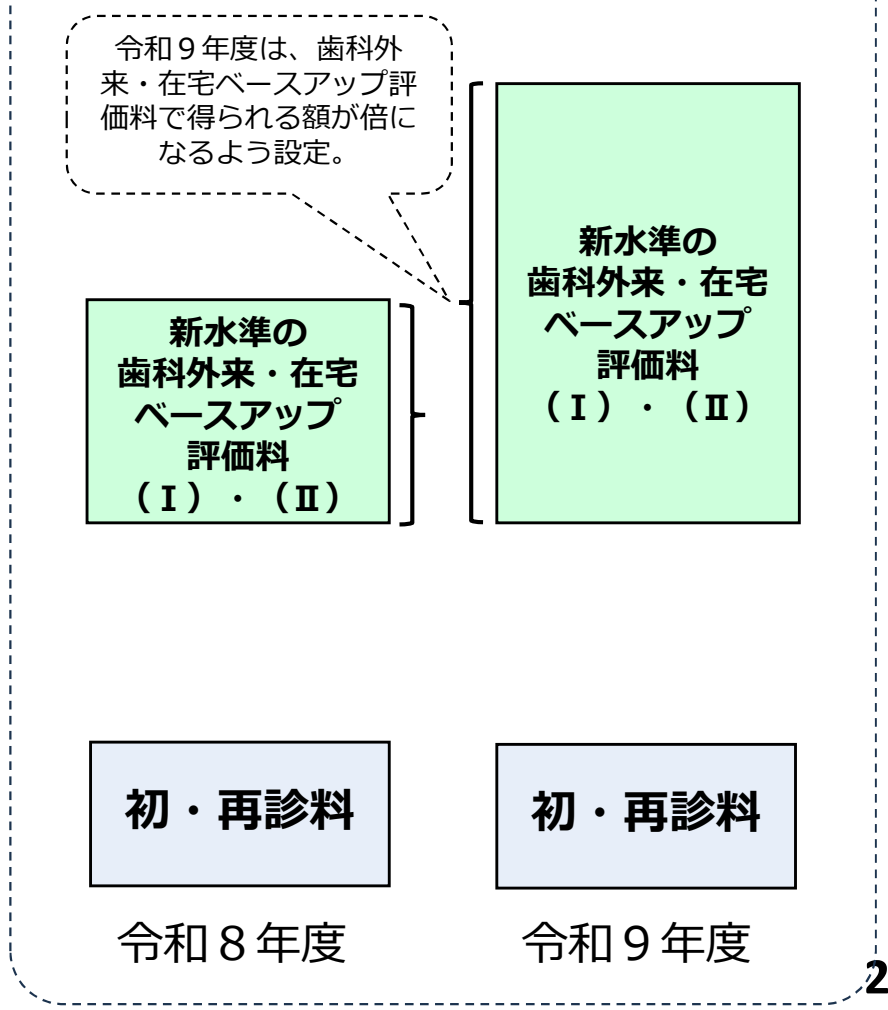 令和９年度は、歯科外
来・在宅ベースアップ評
価料で得られる額が倍に
なるよう設定。
新水準の
歯科外来・在宅
ベースアップ
評価料
（Ⅰ）・（Ⅱ）
新水準の
歯科外来・在宅
ベースアップ
評価料
（Ⅰ）・（Ⅱ）
初・再診料
初・再診料
令和８年度
令和９年度
2